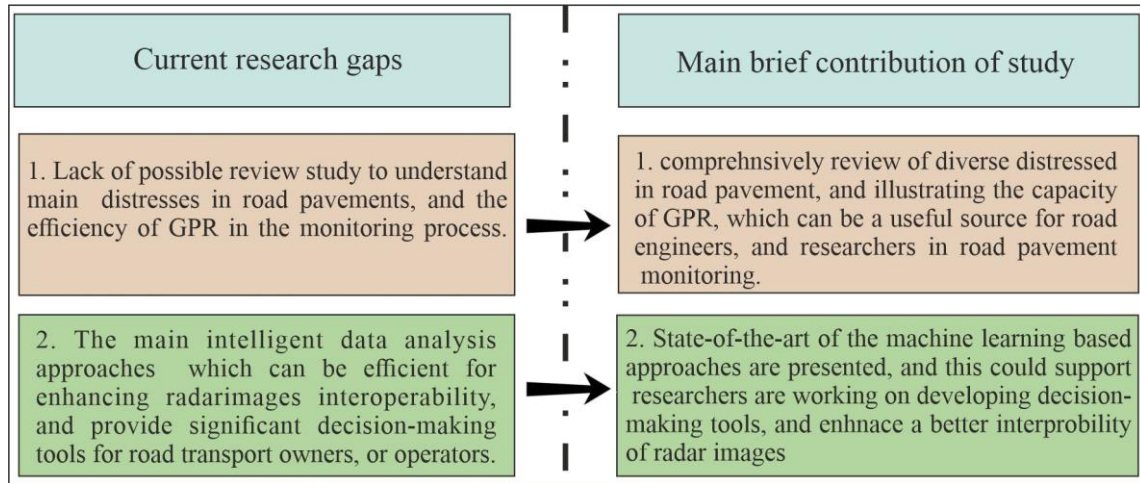 Current research gaps
Main brief contribution of study
1. Lack of possible review study to understand
main distresses in road pavements, and the
efficiency of GPR in the monitoring process.
1. comprehnsively review of diverse distressed
in road pavement, and illustrating the capacity
of GPR, which can be a useful source for road
engineers, and researchers in road pavement
monitoring.
2. The main intelligent data analysis
approaches which can be efficient for
enhancing radarimages interoperability,
and provide significant decision-making
tools for road transport owners, or operators.
2. State-of-the-art of the machine learning based
approaches are presented, and this could support
researchers are working on developing decision-
making tools, and enhnace a better interprobility
of radar images